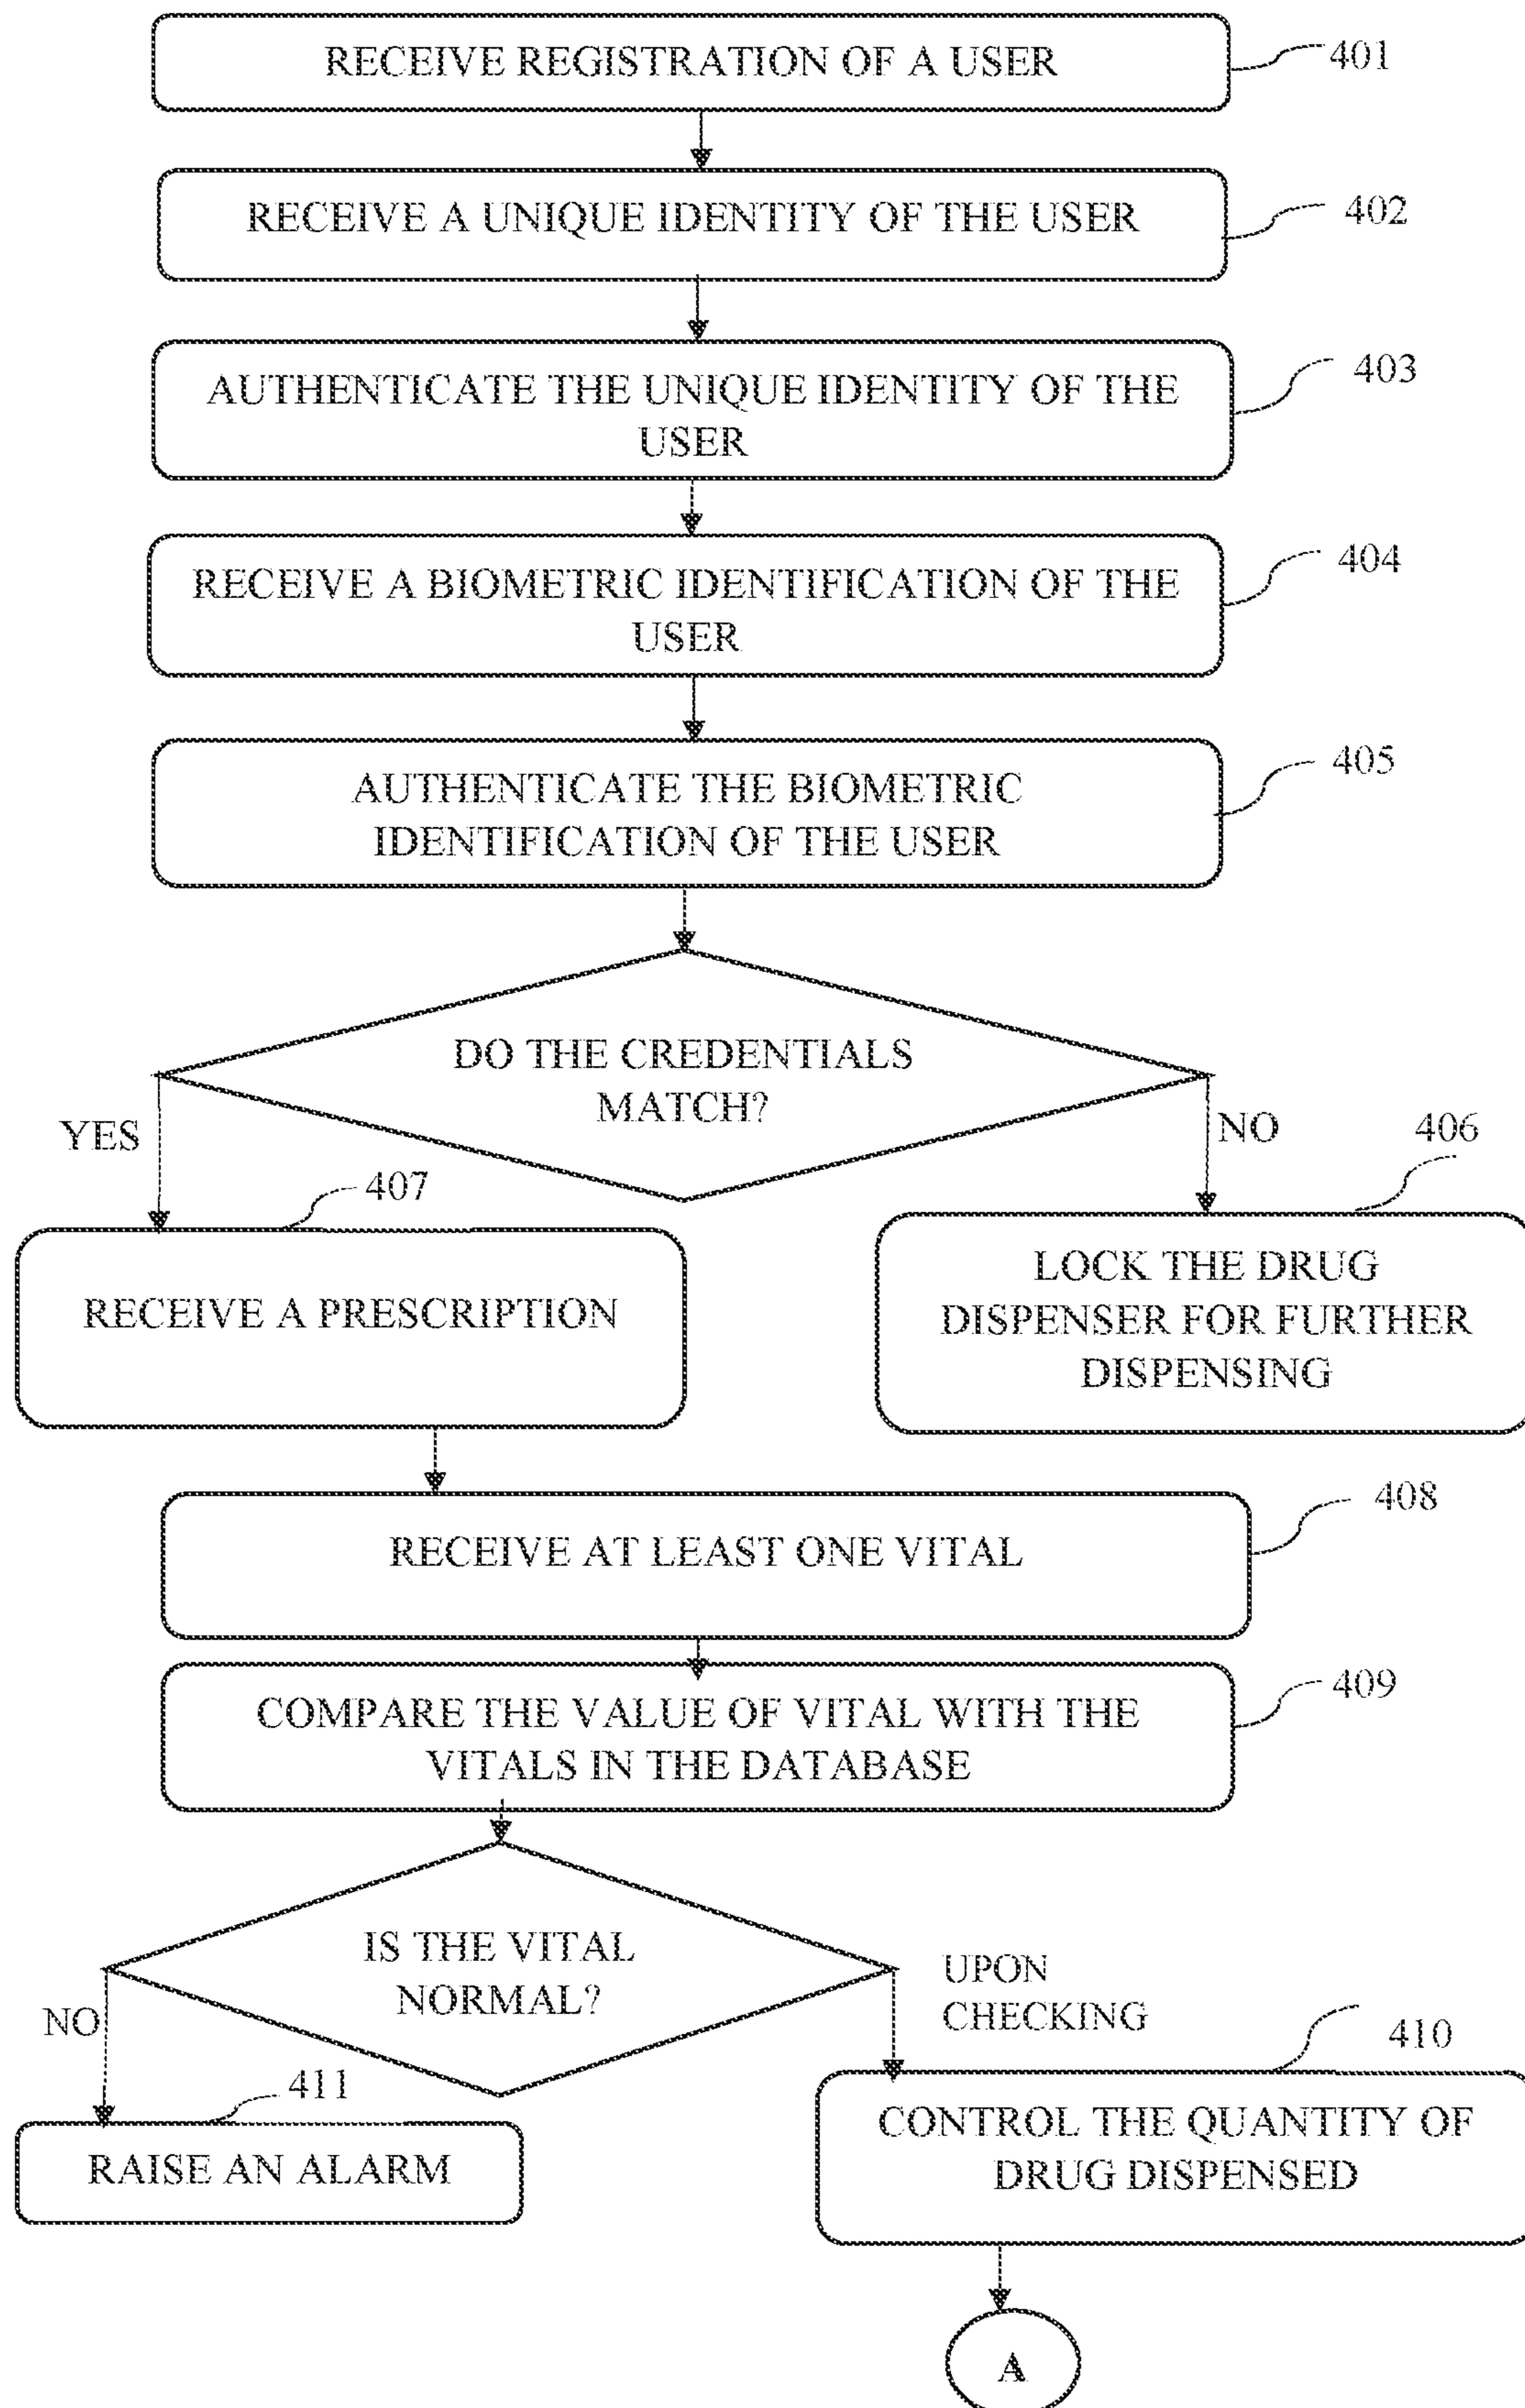 RECEIVE REGISTRATION OF A USER
401
RECEIVE A UNIQUE IDENTITY OF THE USER
402
AUTHENTICATE THE UNIQUE IDENTITY OF THE
USER
403
RECEIVE A BIOMETRIC IDENTIFICATION OF THE
USER
404
AUTHENTICATE THE BIOMETRIC
IDENTIFICATION OF THE USER
405
DO THE CREDENTIALS
MATCH?
YES
NO
406
407
RECEIVE A PRESCRIPTION
LOCK THE DRUG
DISPENSER FOR FURTHER
DISPENSING
408
RECEIVE AT LEAST ONE VITAL
409
COMPARE THE VALUE OF VITAL WITH THE
VITALS IN THE DATABASE
IS THE VITAL
NORMAL?
NO
UPON
CHECKING
410
411
RAISE AN ALARM
CONTROL THE QUANTITY OF
DRUG DISPENSED
A